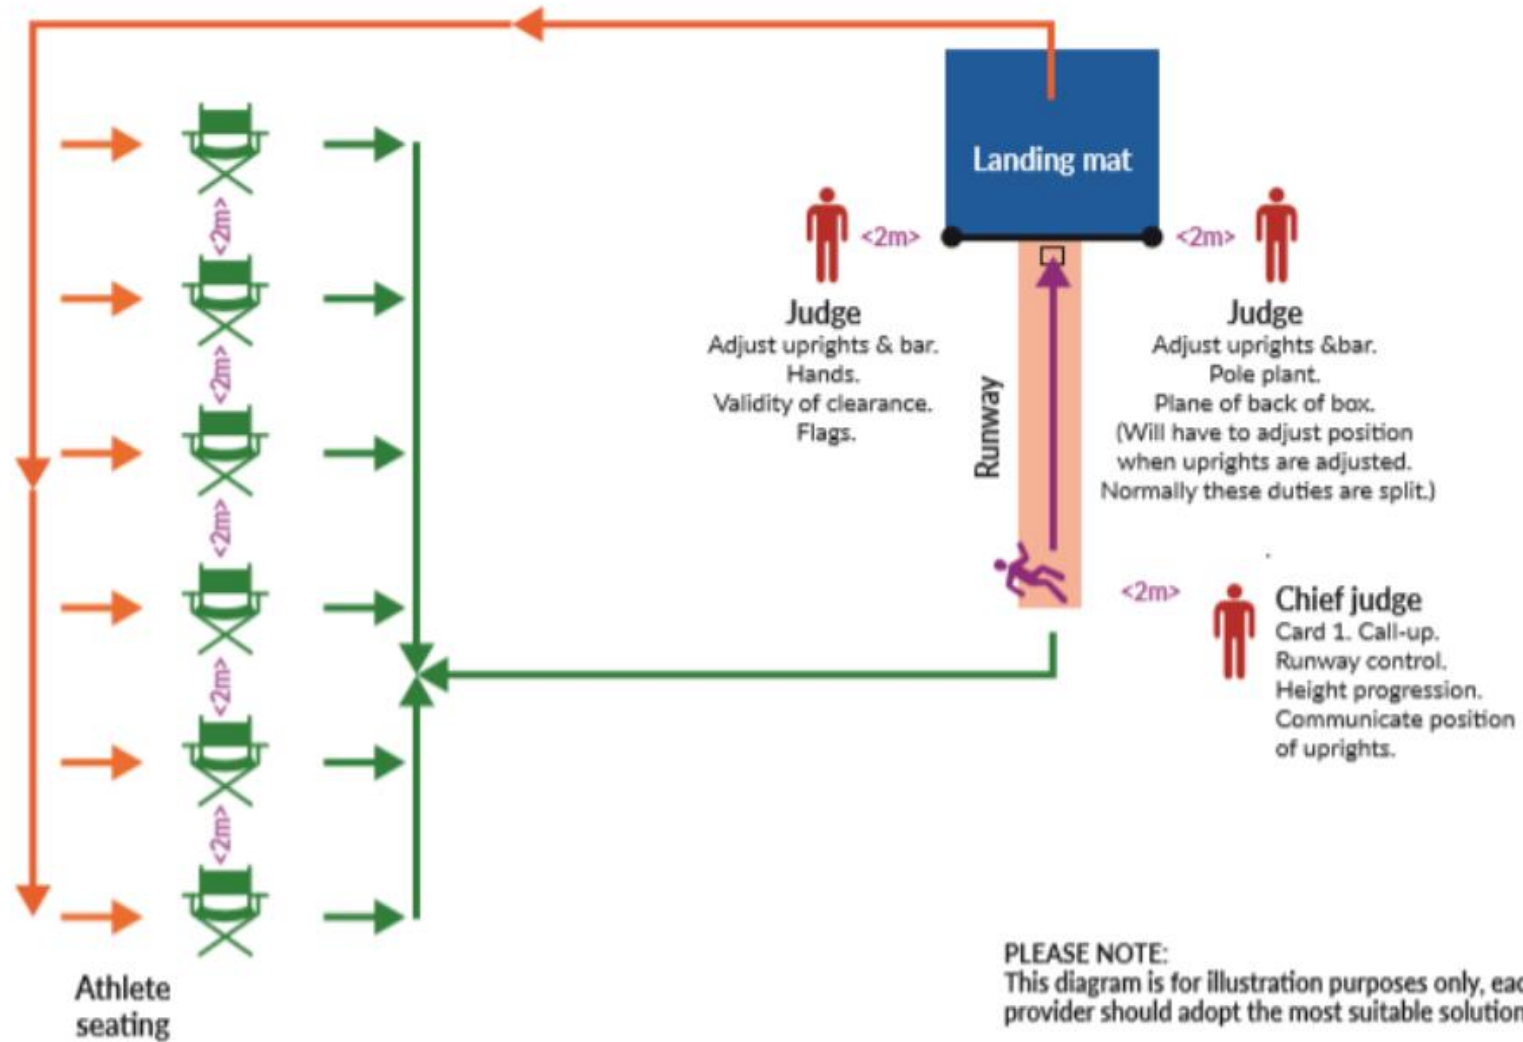 Landing mat
<2m>
<2m>
<2m>
<2m>
<2m>
<2m>
<2m>
Judge
Adjust uprights & bar.
Hands.
Validity of clearance.
Flags.
Runway
Judge
Adjust uprights &bar.
Pole plant.
Plane of back of box.
(Will have to adjust position
when uprights are adjusted.
Normally these duties are split.)
<2m>
Chief judge
Card 1. Call-up.
Runway control.
Height progression.
Communicate position
of uprights.
Athlete
seating
PLEASE NOTE:
This diagram is for illustration purposes only,
provider should adopt the most suitable solution